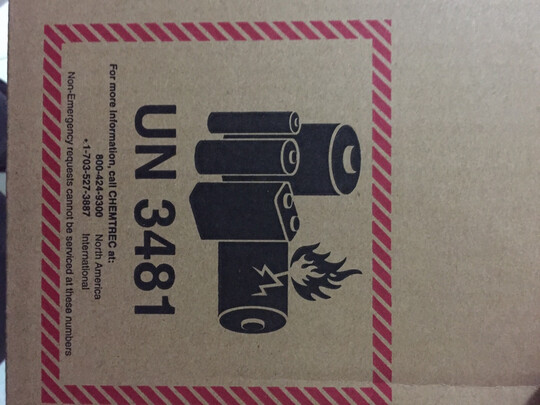 UN 3481
For more information, call CHEMTREC at:
800-424-9300 North America
+1-703-527-3887 International
Non-Emergency requests cannot be serviced at these numbers